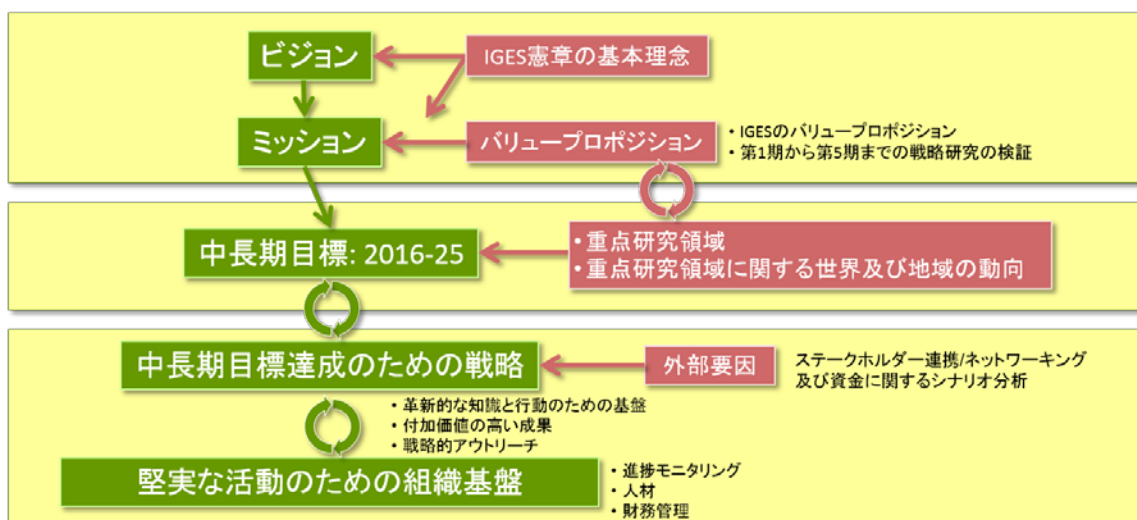 ビジョン
IGES憲章の基本理念
ミッション
バリュープロポジション
・IGESのバリュープロポジション
・第1期から第5期までの戦略研究の検証
中長期目標: 2016-25
・重点研究領域
・重点研究領域に関する世界及び地域の動向
中長期目標達成のための戦略
外部要因
ステークホルダー連携/ネットワーキング
及び資金に関するシナリオ分析
・革新的な知識と行動のための基盤
・付加価値の高い成果
・戦略的アウトリーチ
堅実な活動のための組織基盤
・進捗モニタリング
・人材
・財務管理